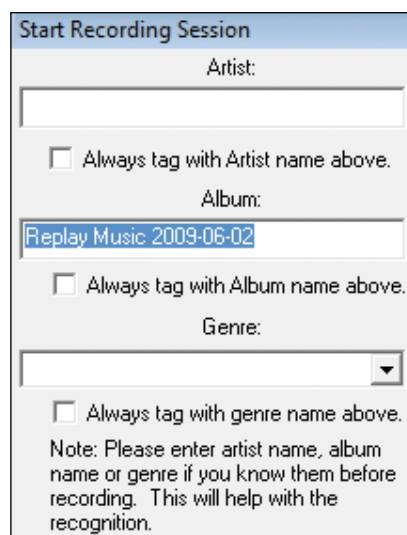 Start Recording Session
Artist:
Always tag with Artist name above.
Album:
Replay Music 2009-06-02
Always tag with Album name above.
Genre:
Always tag with genre name above.
Note: Please enter artist name, album
name or genre if you know them before
recording. This will help with the
recognition.